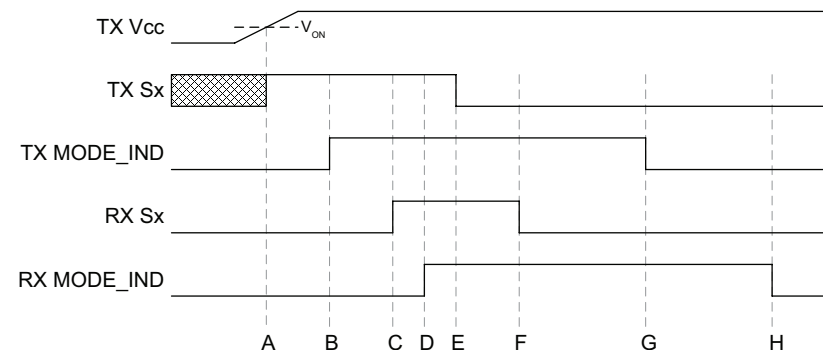 TX Vcc
V_ON
TX Sx
TX MODE_IND
RX Sx
RX MODE_IND
A B C D E F G H